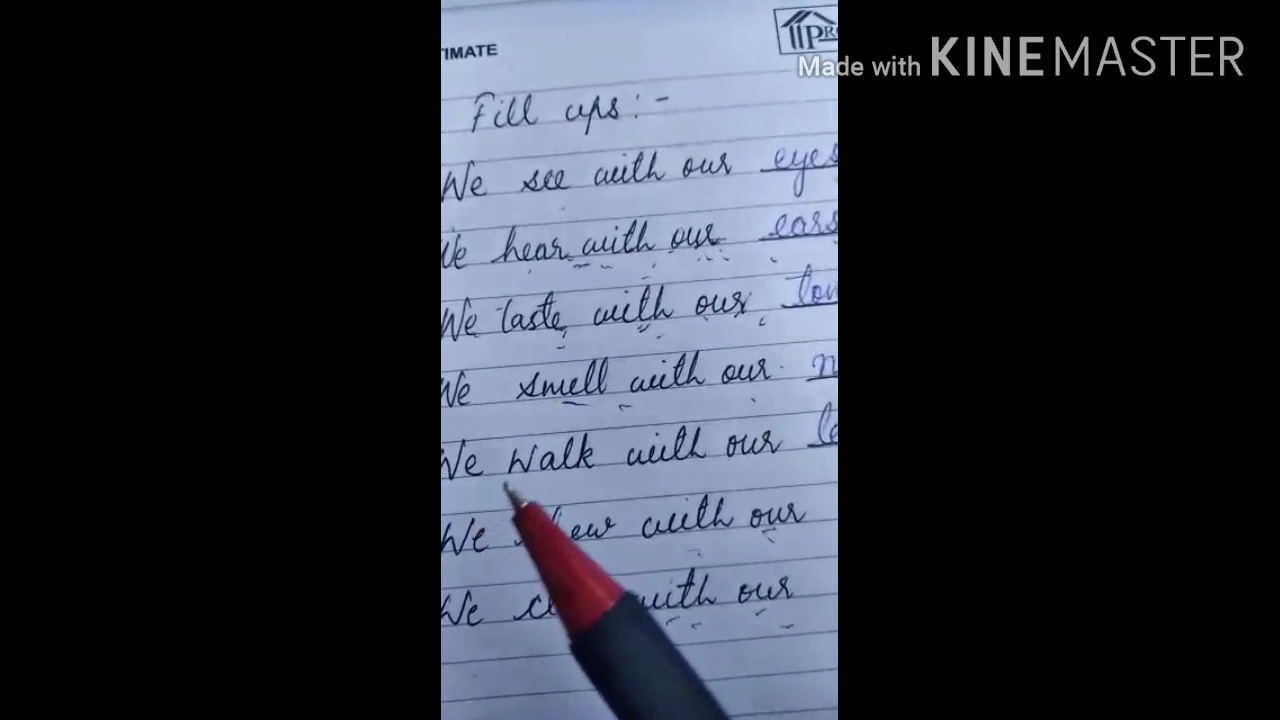 TIMATE
Made with KINEMASTER
Fill ups:-
We see with our eyes
We hear with our ears
We taste with our
We smell with our
We walk with our
We with our
We with our